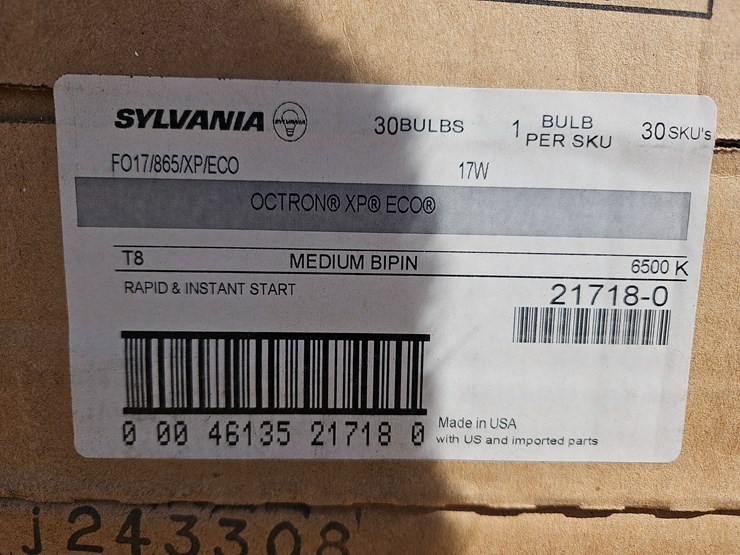 SYLVANIA SYLVANIA 30BULBS 1 BULB PER SKU 30 SKU's
FO17/865/XP/ECO 17W
OCTRON® XP® ECO®
T8 MEDIUM BIPIN 6500 K
RAPID & INSTANT START 21718-0
0 00 46135 21718 0
Made in USA
with US and imported parts
j243308